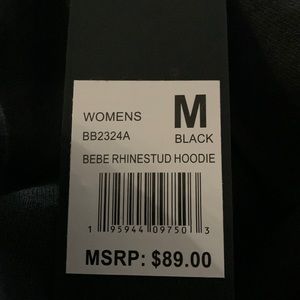 WOMENS M
BB2324A BLACK
BEBE RHINESTUD HOODIE
1 95944 09750 3
MSRP: $89.00